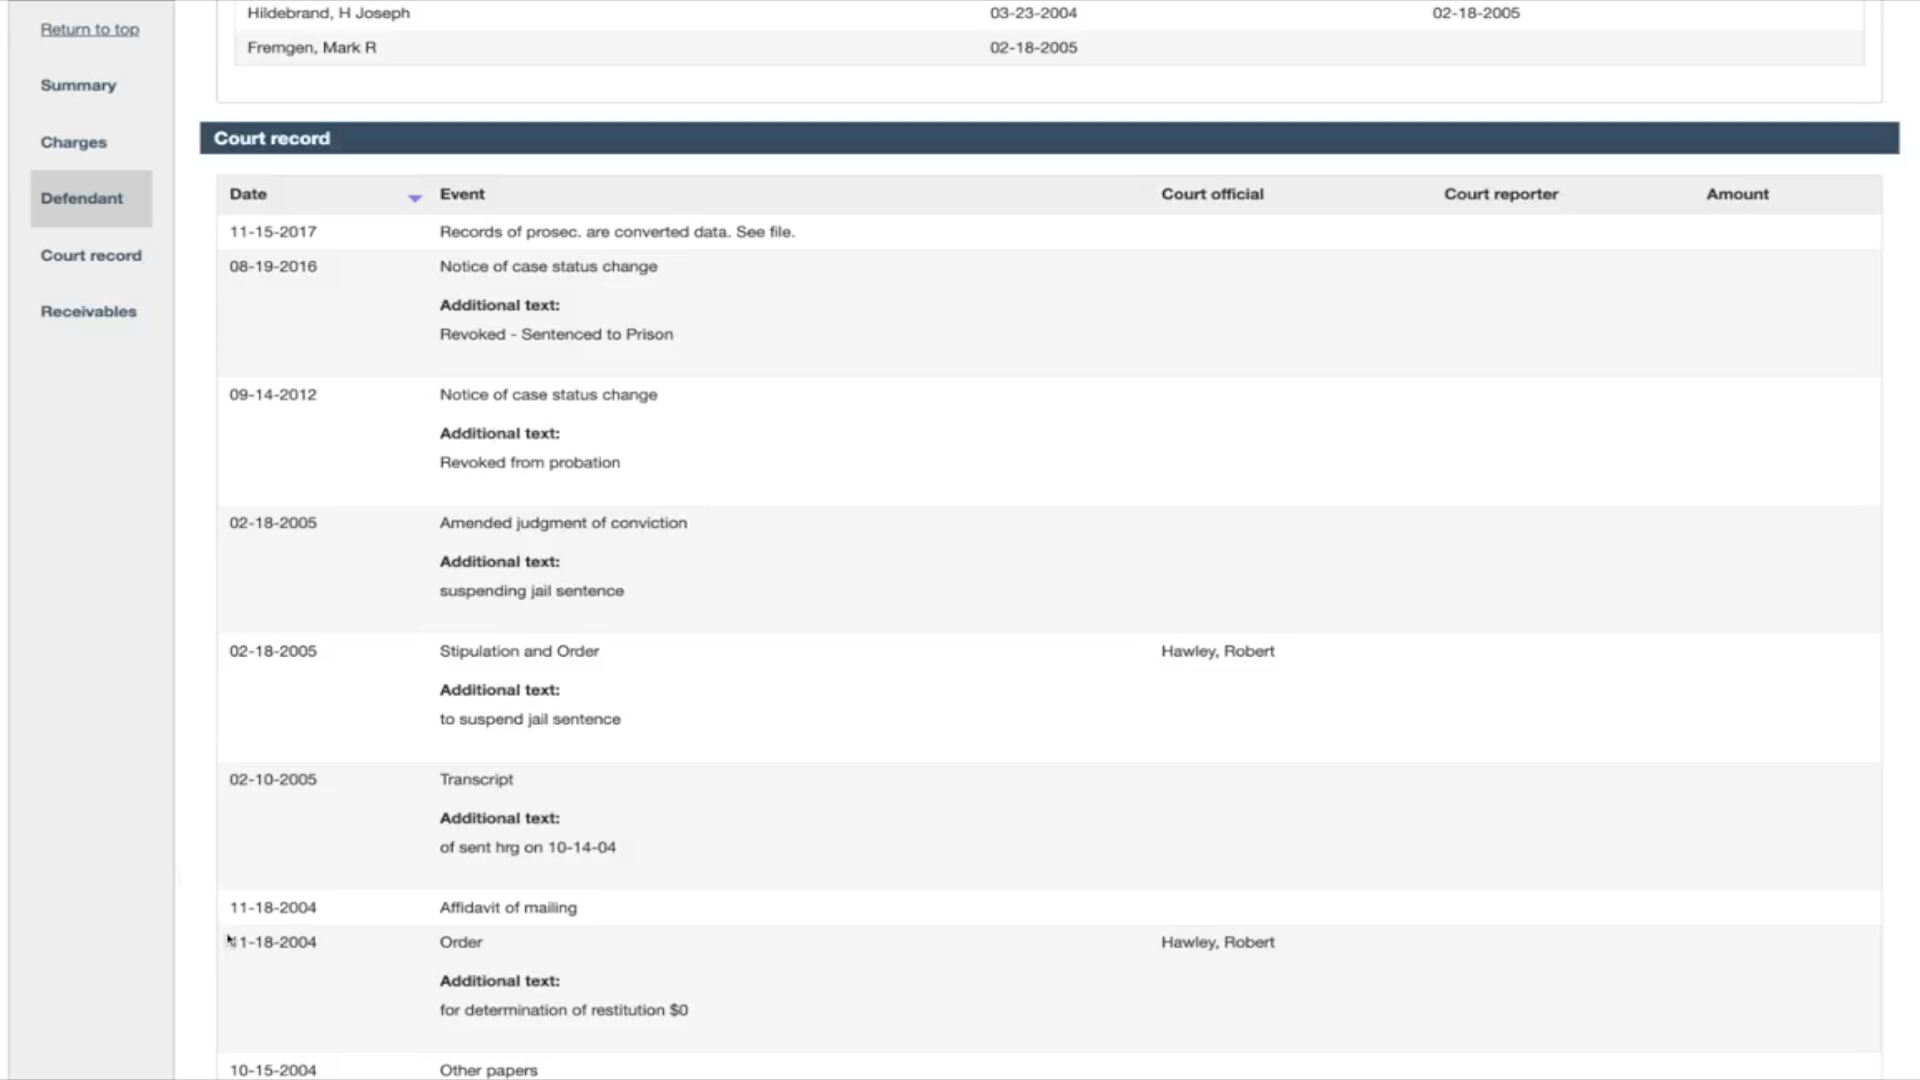 Return to top
Summary
Charges
Defendant
Court record
Receivables
Hildebrand, H Joseph 03-23-2004 02-18-2005
Fremgen, Mark R 02-18-2005
Court record
Date Event Court official Court reporter Amount
11-15-2017 Records of prosec. are converted data. See file.
08-19-2016 Notice of case status change
Additional text:
Revoked - Sentenced to Prison
09-14-2012 Notice of case status change
Additional text:
Revoked from probation
02-18-2005 Amended judgment of conviction
Additional text:
suspending jail sentence
02-18-2005 Stipulation and Order Hawley, Robert
Additional text:
to suspend jail sentence
02-10-2005 Transcript
Additional text:
of sent hrg on 10-14-04
11-18-2004 Affidavit of mailing
11-18-2004 Order Hawley, Robert
Additional text:
for determination of restitution $0
10-15-2004 Other papers